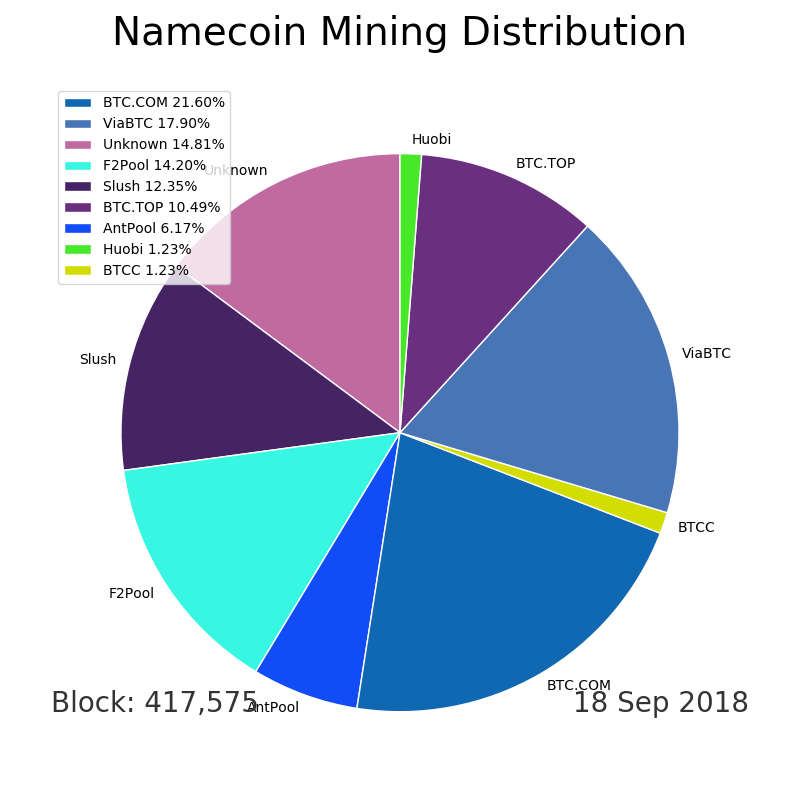 Namecoin Mining Distribution
BTC.COM 21.60%
ViaBTC 17.90%
Unknown 14.81%
F2Pool 14.20%
Slush 12.35%
BTC.TOP 10.49%
AntPool 6.17%
Huobi 1.23%
BTCC 1.23%
Huobi
BTC.TOP
Unknown
ViaBTC
Slush
BTCC
F2Pool
BTC.COM
AntPool
Block: 417,575
18 Sep 2018